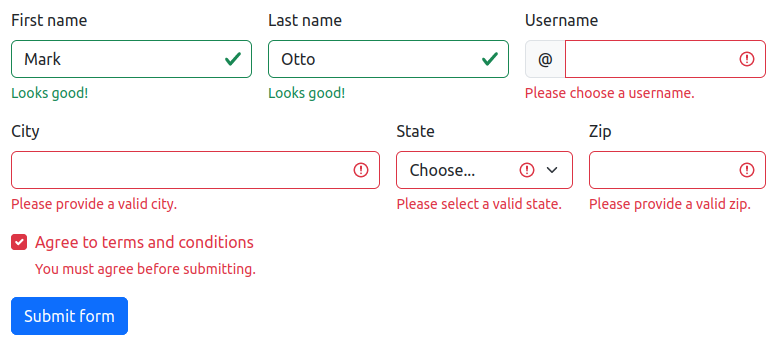 First name Last name Username
Mark Otto @
Looks good! Looks good! Please choose a username.
City State Zip
Choose...
Please provide a valid city. Please select a valid state. Please provide a valid zip.
Agree to terms and conditions
You must agree before submitting.
Submit form